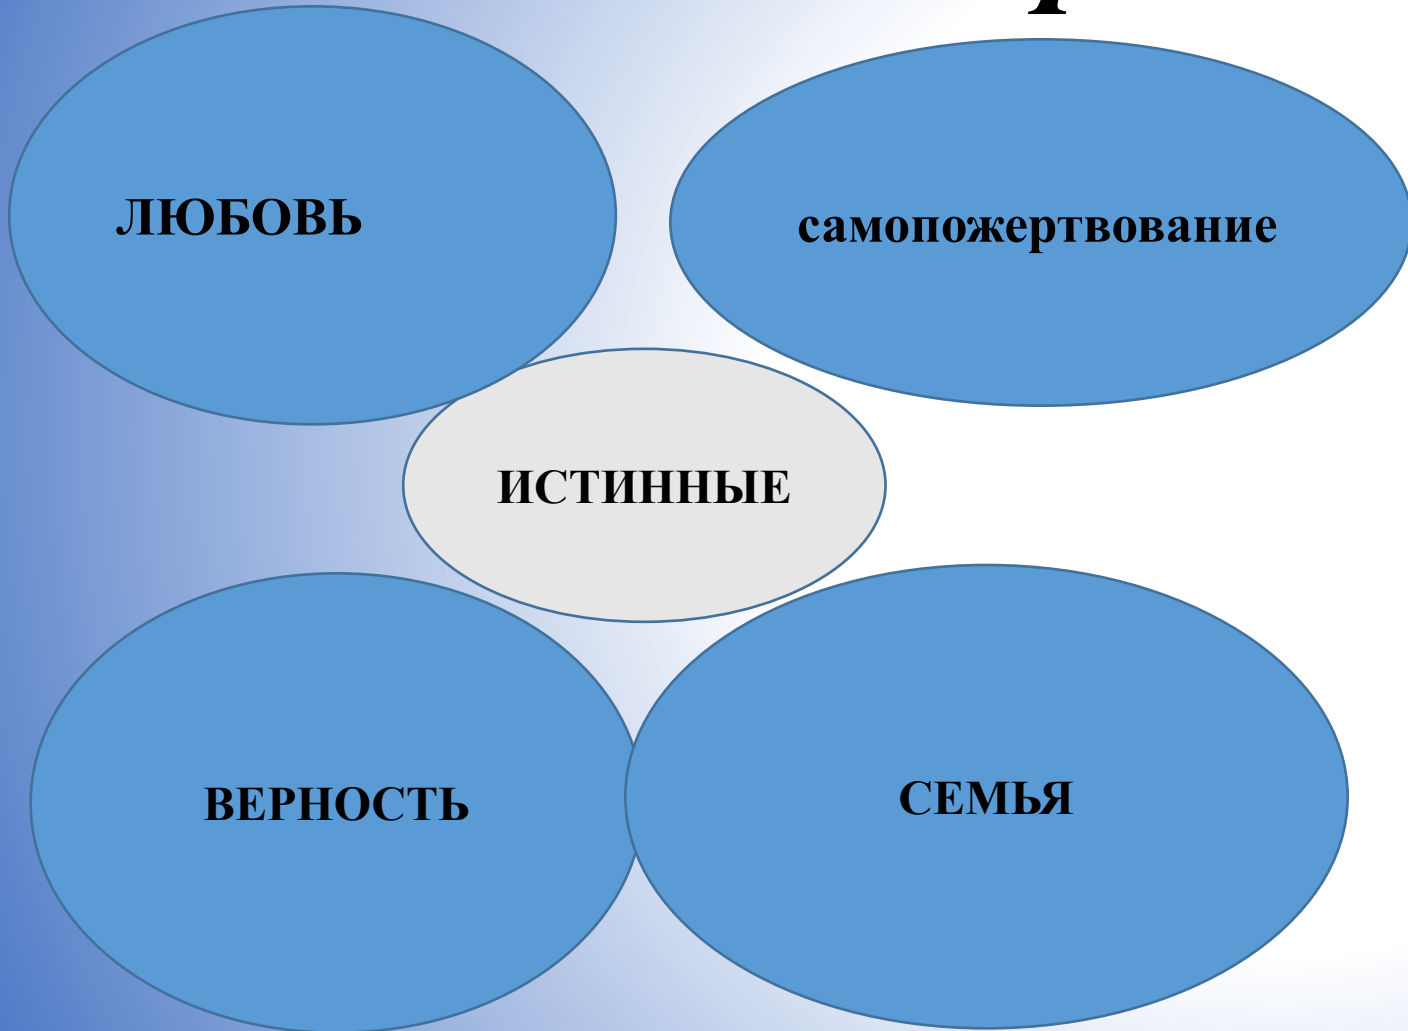 ЛЮБОВЬ
самопожертвование
ИСТИННЫЕ
ВЕРНОСТЬ
СЕМЬЯ